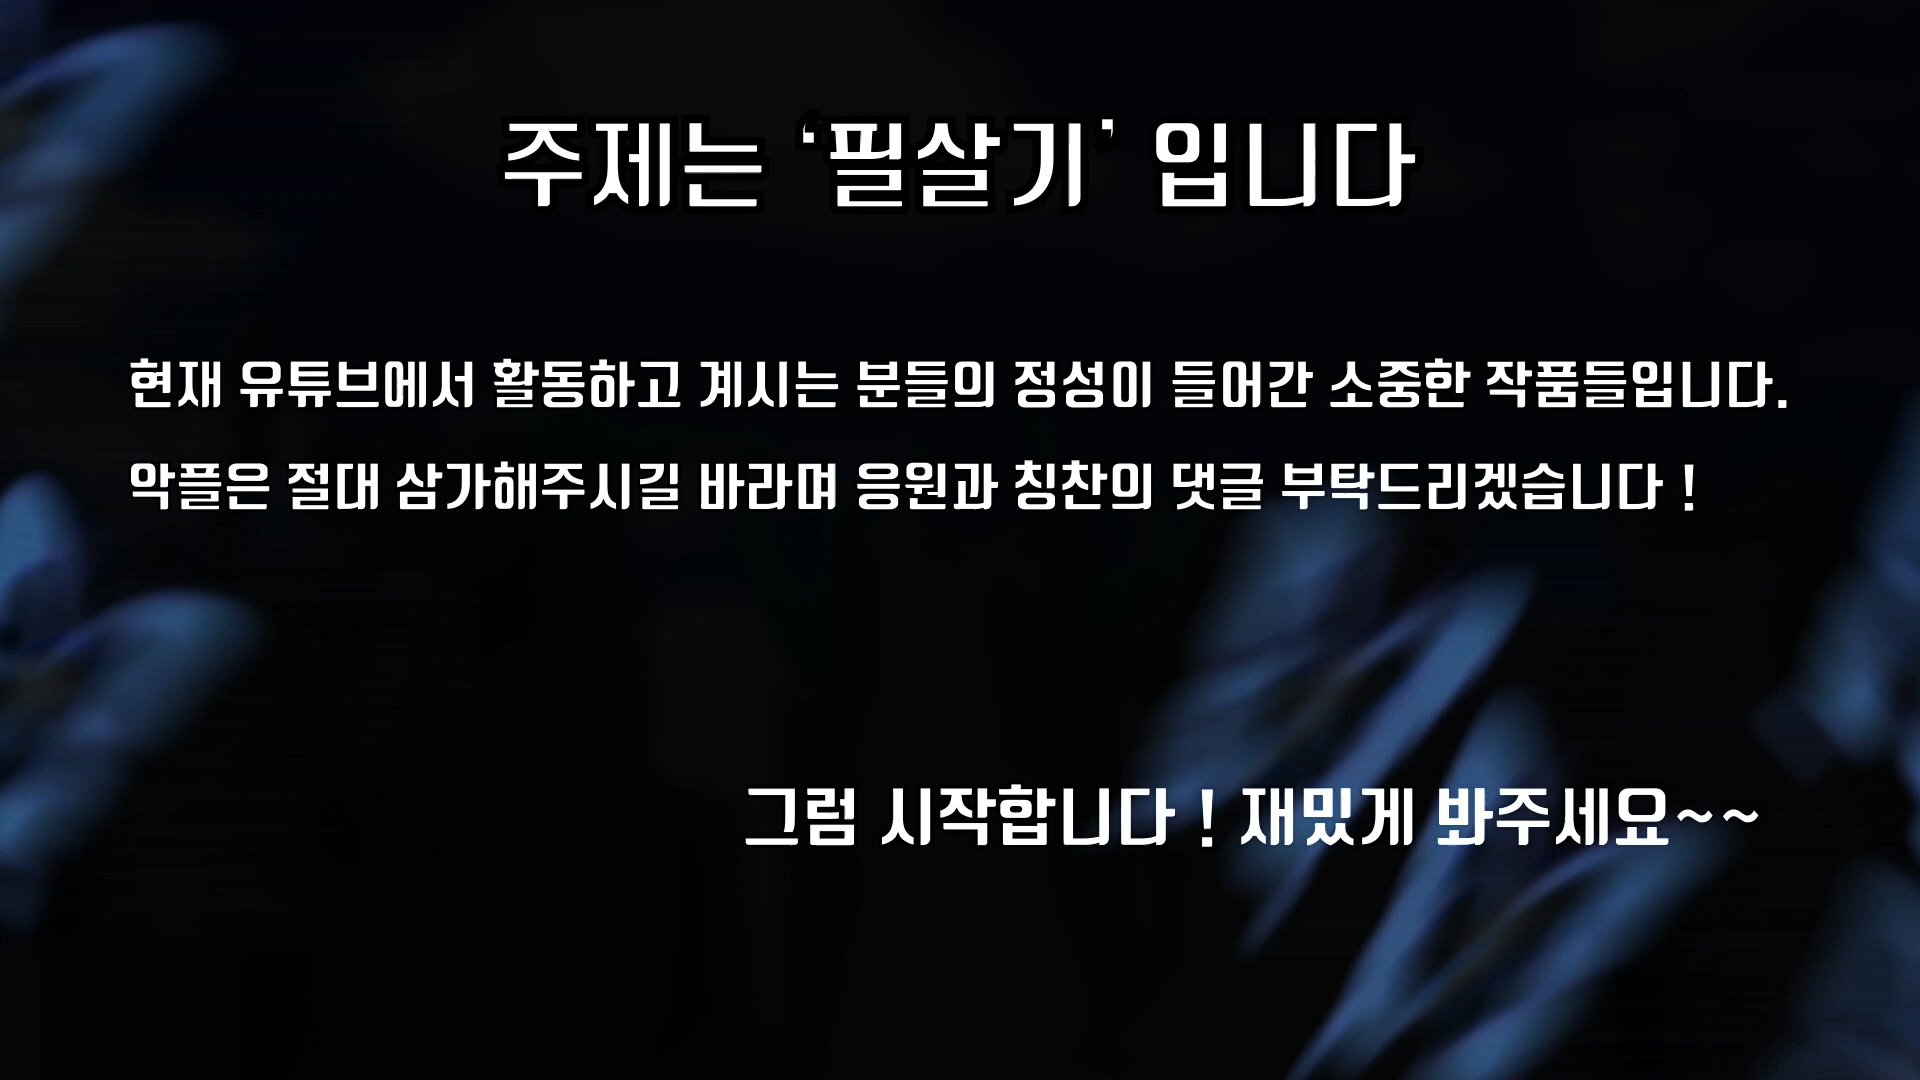 주제는 ‘필살기’ 입니다
현재 유튜브에서 활동하고 계시는 분들의 정성이 들어간 소중한 작품들입니다.
악플은 절대 삼가해주시길 바라며 응원과 칭찬의 댓글 부탁드리겠습니다 !
그럼 시작합니다 ! 재밌게 봐주세요~~